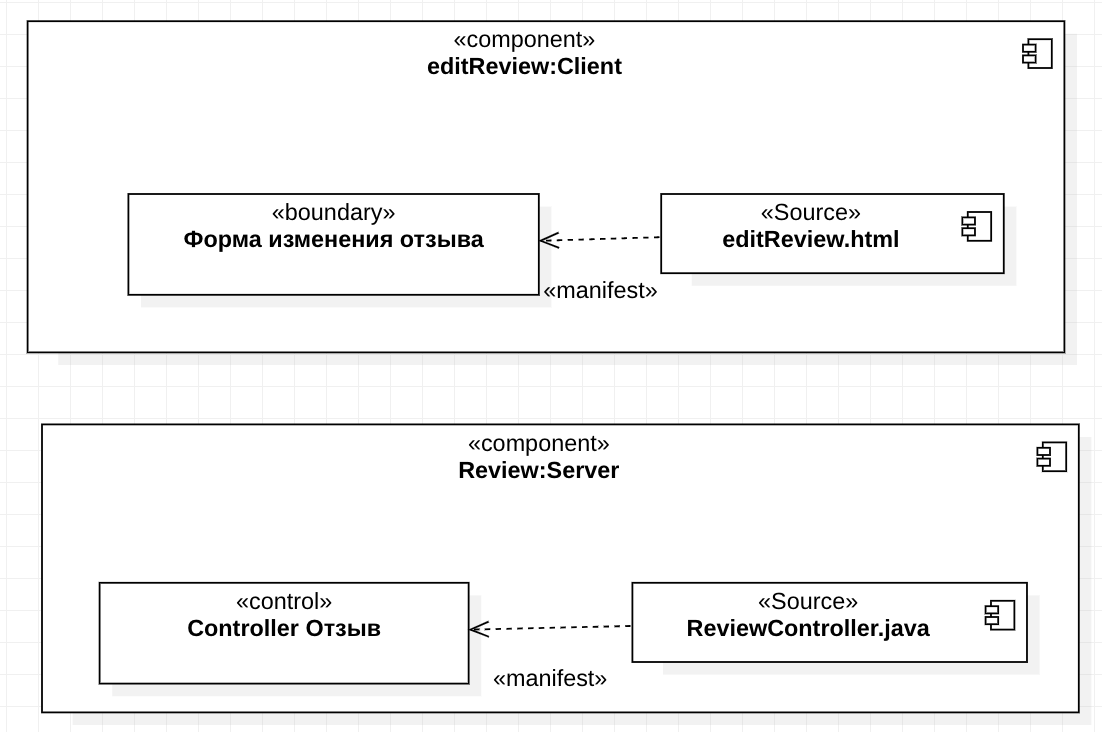 «component»
editReview:Client
«boundary»
Форма изменения отзыва
«Source»
editReview.html
«manifest»
«component»
Review:Server
«control»
Controller Отзыв
«Source»
ReviewController.java
«manifest»